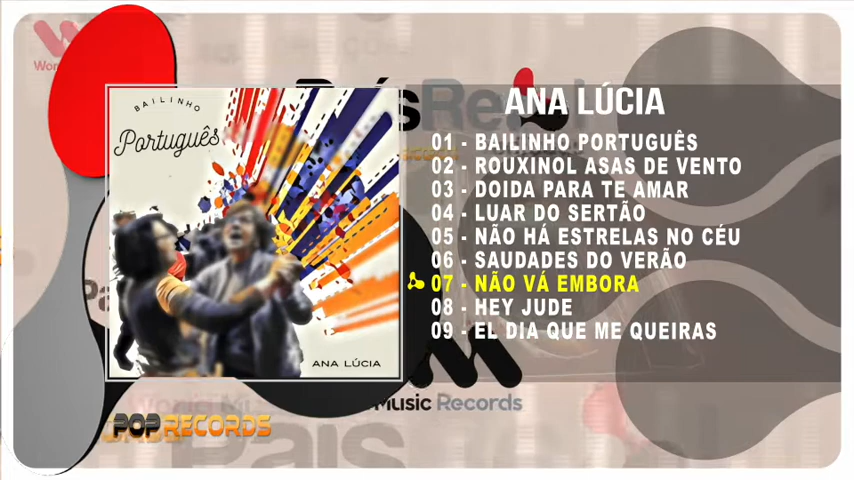 BAILINHO
Português
ANA LÚCIA
ANA LÚCIA
01 - BAILINHO PORTUGUÊS
02 - ROUXINOL ASAS DE VENTO
03 - DOIDA PARA TE AMAR
04 - LUAR DO SERTÃO
05 - NÃO HÁ ESTRELAS NO CÉU
06 - SAUDADES DO VERÃO
07 - NÃO VÁ EMBORA
08 - HEY JUDE
09 - EL DIA QUE ME QUEIRAS
Music Records
POP RECORDS
País